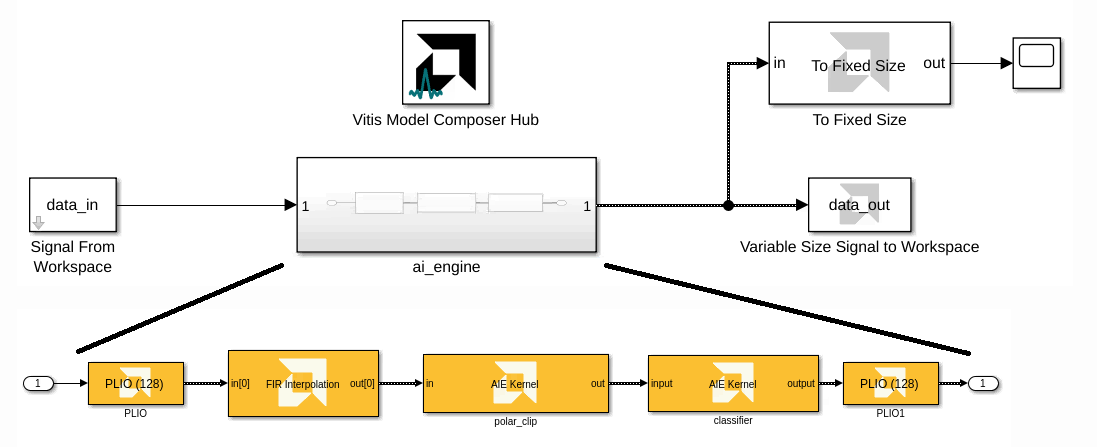 Vitis Model Composer Hub
in
To Fixed Size
out
To Fixed Size
data_in
Signal From
Workspace
1
1
ai_engine
data_out
Variable Size Signal to Workspace
1
PLIO (128)
PLIO
in[0]
FIR Interpolation
out[0]
in
AIE Kernel
out
polar_clip
input
AIE Kernel
output
classifier
PLIO (128)
PLIO1
1